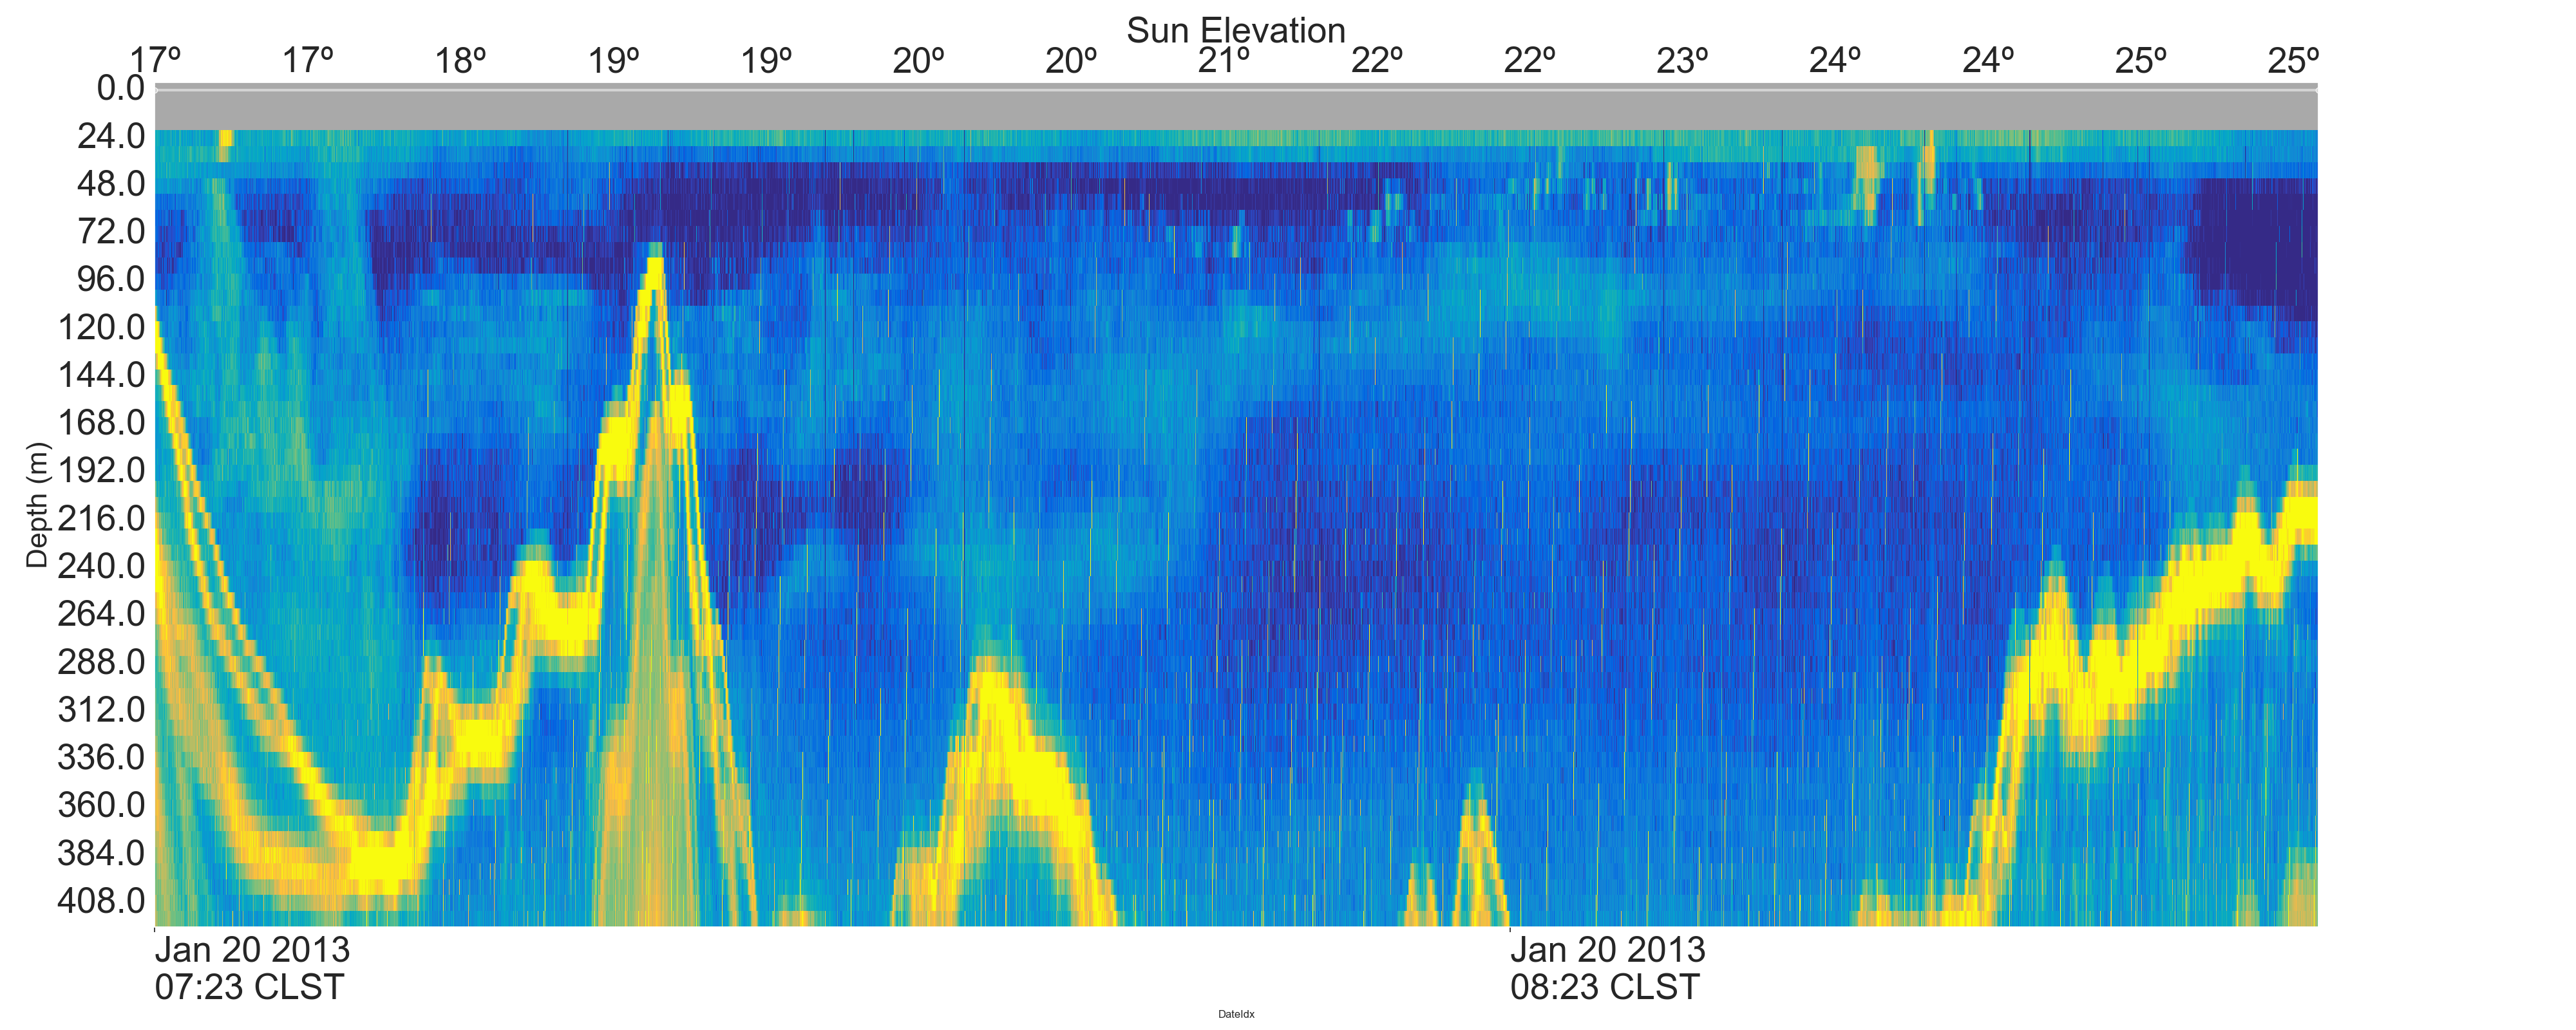 Sun Elevation
17º 17º 18º 19º 19º 20º 20º 21º 22º 22º 23º 24º 24º 25º 25º
0.0
24.0
48.0
72.0
96.0
120.0
144.0
168.0
192.0
216.0
240.0
264.0
288.0
312.0
336.0
360.0
384.0
408.0
Depth (m)
Jan 20 2013
07:23 CLST
Jan 20 2013
08:23 CLST
DateIdx